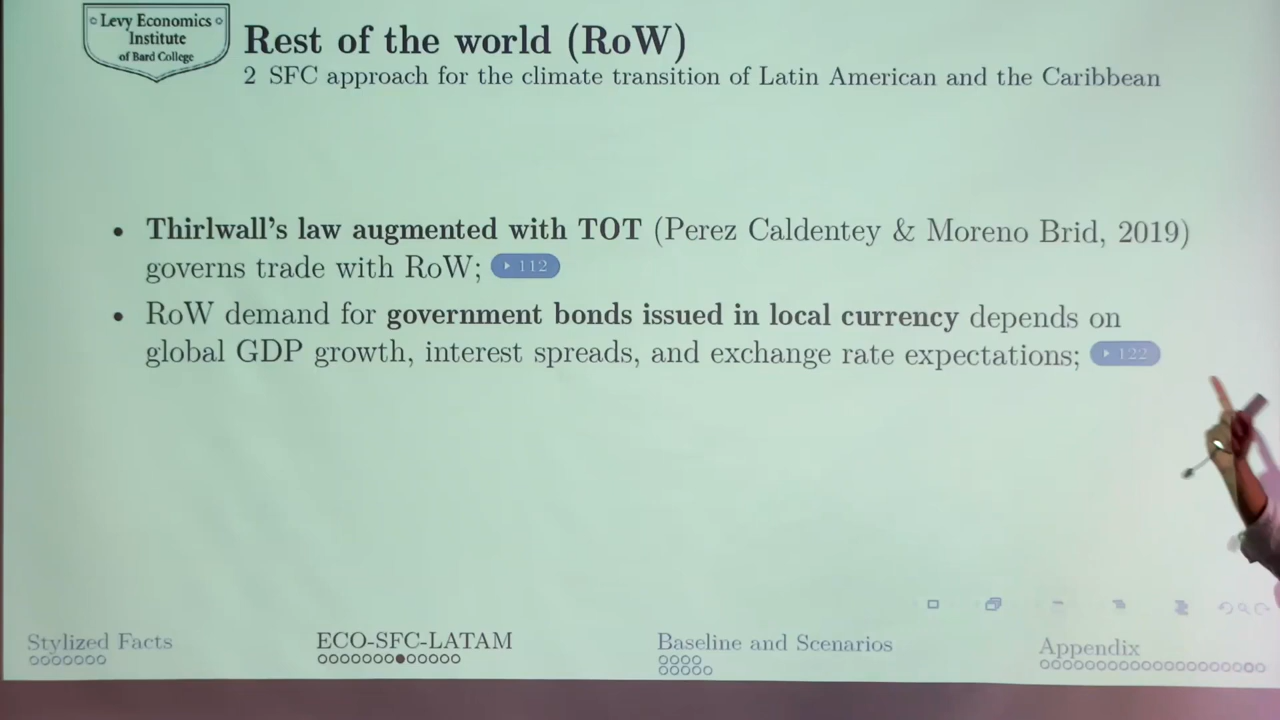 Levy Economics
Institute
of Bard College
Rest of the world (RoW)
2 SFC approach for the climate transition of Latin American and the Caribbean
• Thirlwall's law augmented with TOT (Perez Caldentey & Moreno Brid, 2019)
governs trade with RoW; 112
• RoW demand for government bonds issued in local currency depends on
global GDP growth, interest spreads, and exchange rate expectations; 122
Stylized Facts
ECO-SFC-LATAM
Baseline and Scenarios
Appendix